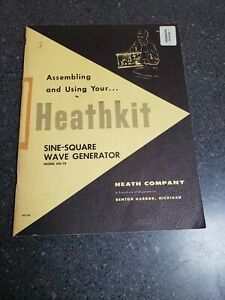 Assembling
and Using Your...
Heathkit
SINE-SQUARE
WAVE GENERATOR
MODEL AG-10
HEATH COMPANY
BENTON HARBOR, MICHIGAN